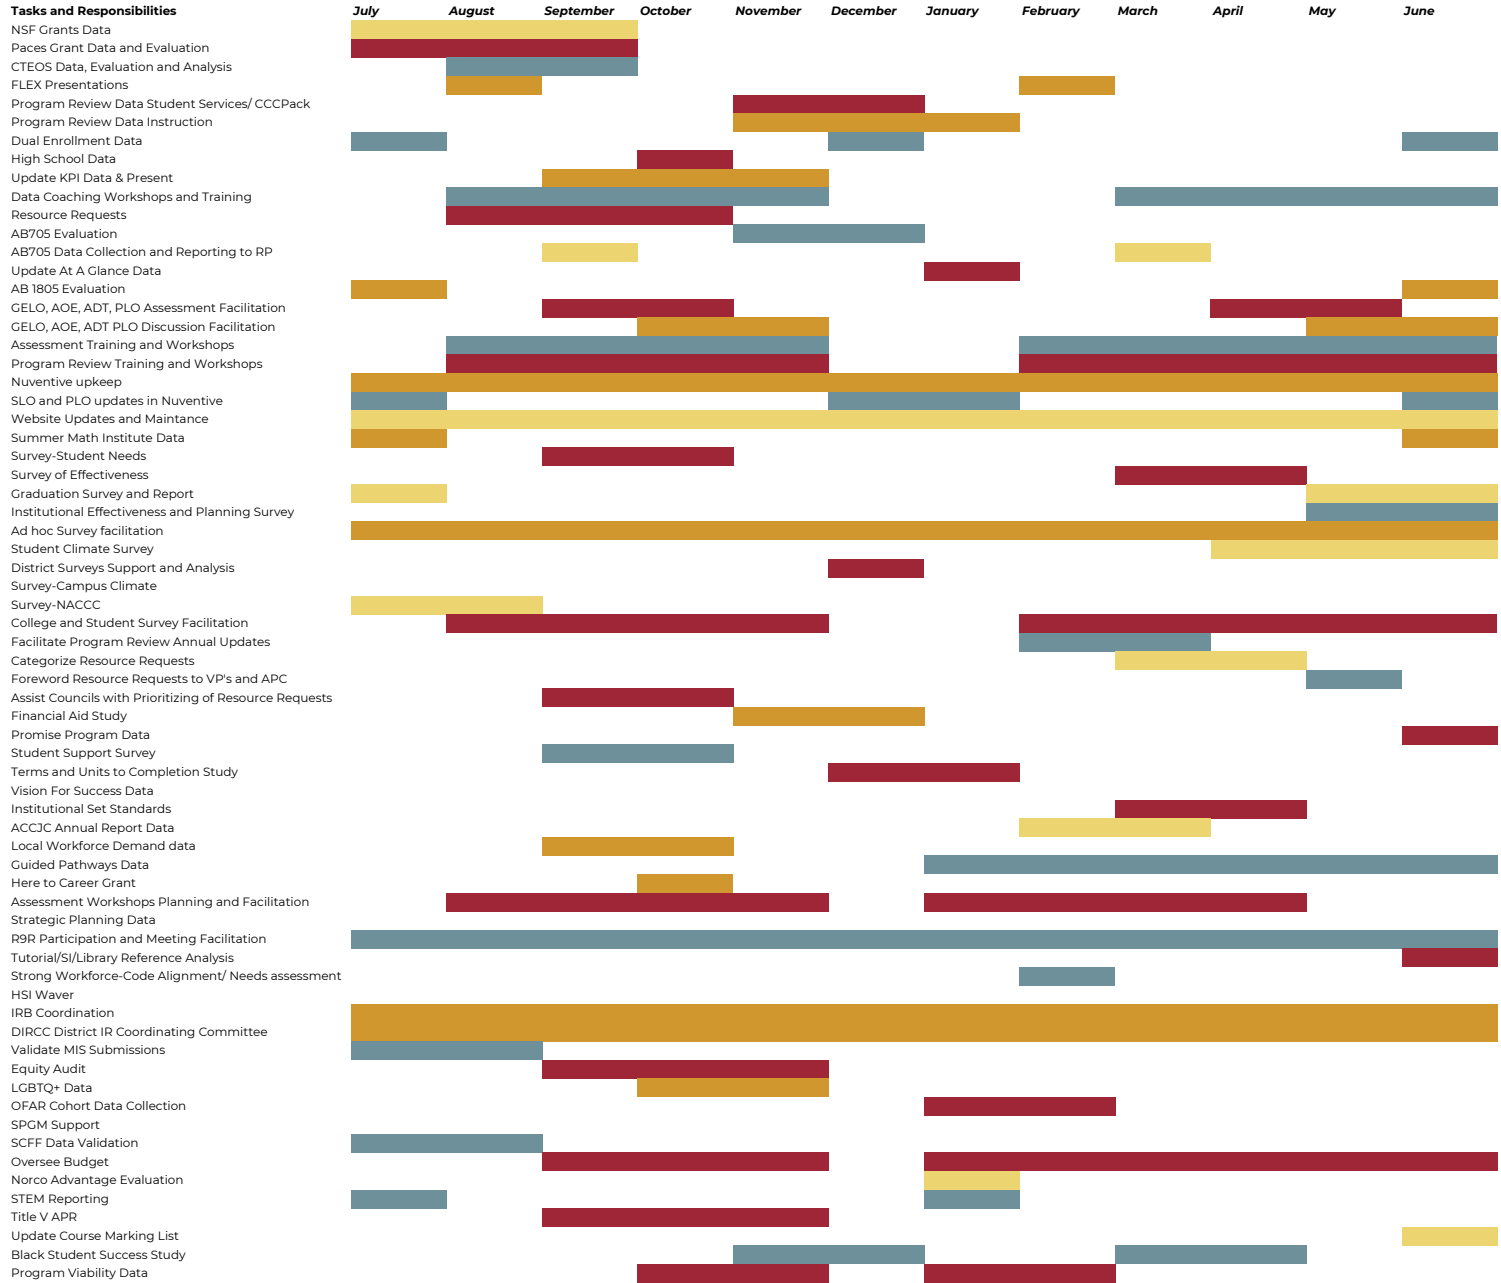 Tasks and Responsibilities July August September October November December January February March April May June
NSF Grants Data
Paces Grant Data and Evaluation
CTEOS Data, Evaluation and Analysis
FLEX Presentations
Program Review Data Student Services/ CCCPack
Program Review Data Instruction
Dual Enrollment Data
High School Data
Update KPI Data & Present
Data Coaching Workshops and Training
Resource Requests
AB705 Evaluation
AB705 Data Collection and Reporting to RP
Update At A Glance Data
AB 1805 Evaluation
GELO, AOE, ADT, PLO Assessment Facilitation
GELO, AOE, ADT PLO Discussion Facilitation
Assessment Training and Workshops
Program Review Training and Workshops
Nuventive upkeep
SLO and PLO updates in Nuventive
Website Updates and Maintance
Summer Math Institute Data
Survey-Student Needs
Survey of Effectiveness
Graduation Survey and Report
Institutional Effectiveness and Planning Survey
Ad hoc Survey facilitation
Student Climate Survey
District Surveys Support and Analysis
Survey-Campus Climate
Survey-NACCC
College and Student Survey Facilitation
Facilitate Program Review Annual Updates
Categorize Resource Requests
Foreword Resource Requests to VP's and APC
Assist Councils with Prioritizing of Resource Requests
Financial Aid Study
Promise Program Data
Student Support Survey
Terms and Units to Completion Study
Vision For Success Data
Institutional Set Standards
ACCJC Annual Report Data
Local Workforce Demand data
Guided Pathways Data
Here to Career Grant
Assessment Workshops Planning and Facilitation
Strategic Planning Data
R9R Participation and Meeting Facilitation
Tutorial/SI/Library Reference Analysis
Strong Workforce-Code Alignment/ Needs assessment
HSI Waver
IRB Coordination
DIRCC District IR Coordinating Committee
Validate MIS Submissions
Equity Audit
LGBTQ+ Data
OFAR Cohort Data Collection
SPGM Support
SCFF Data Validation
Oversee Budget
Norco Advantage Evaluation
STEM Reporting
Title V APR
Update Course Marking List
Black Student Success Study
Program Viability Data